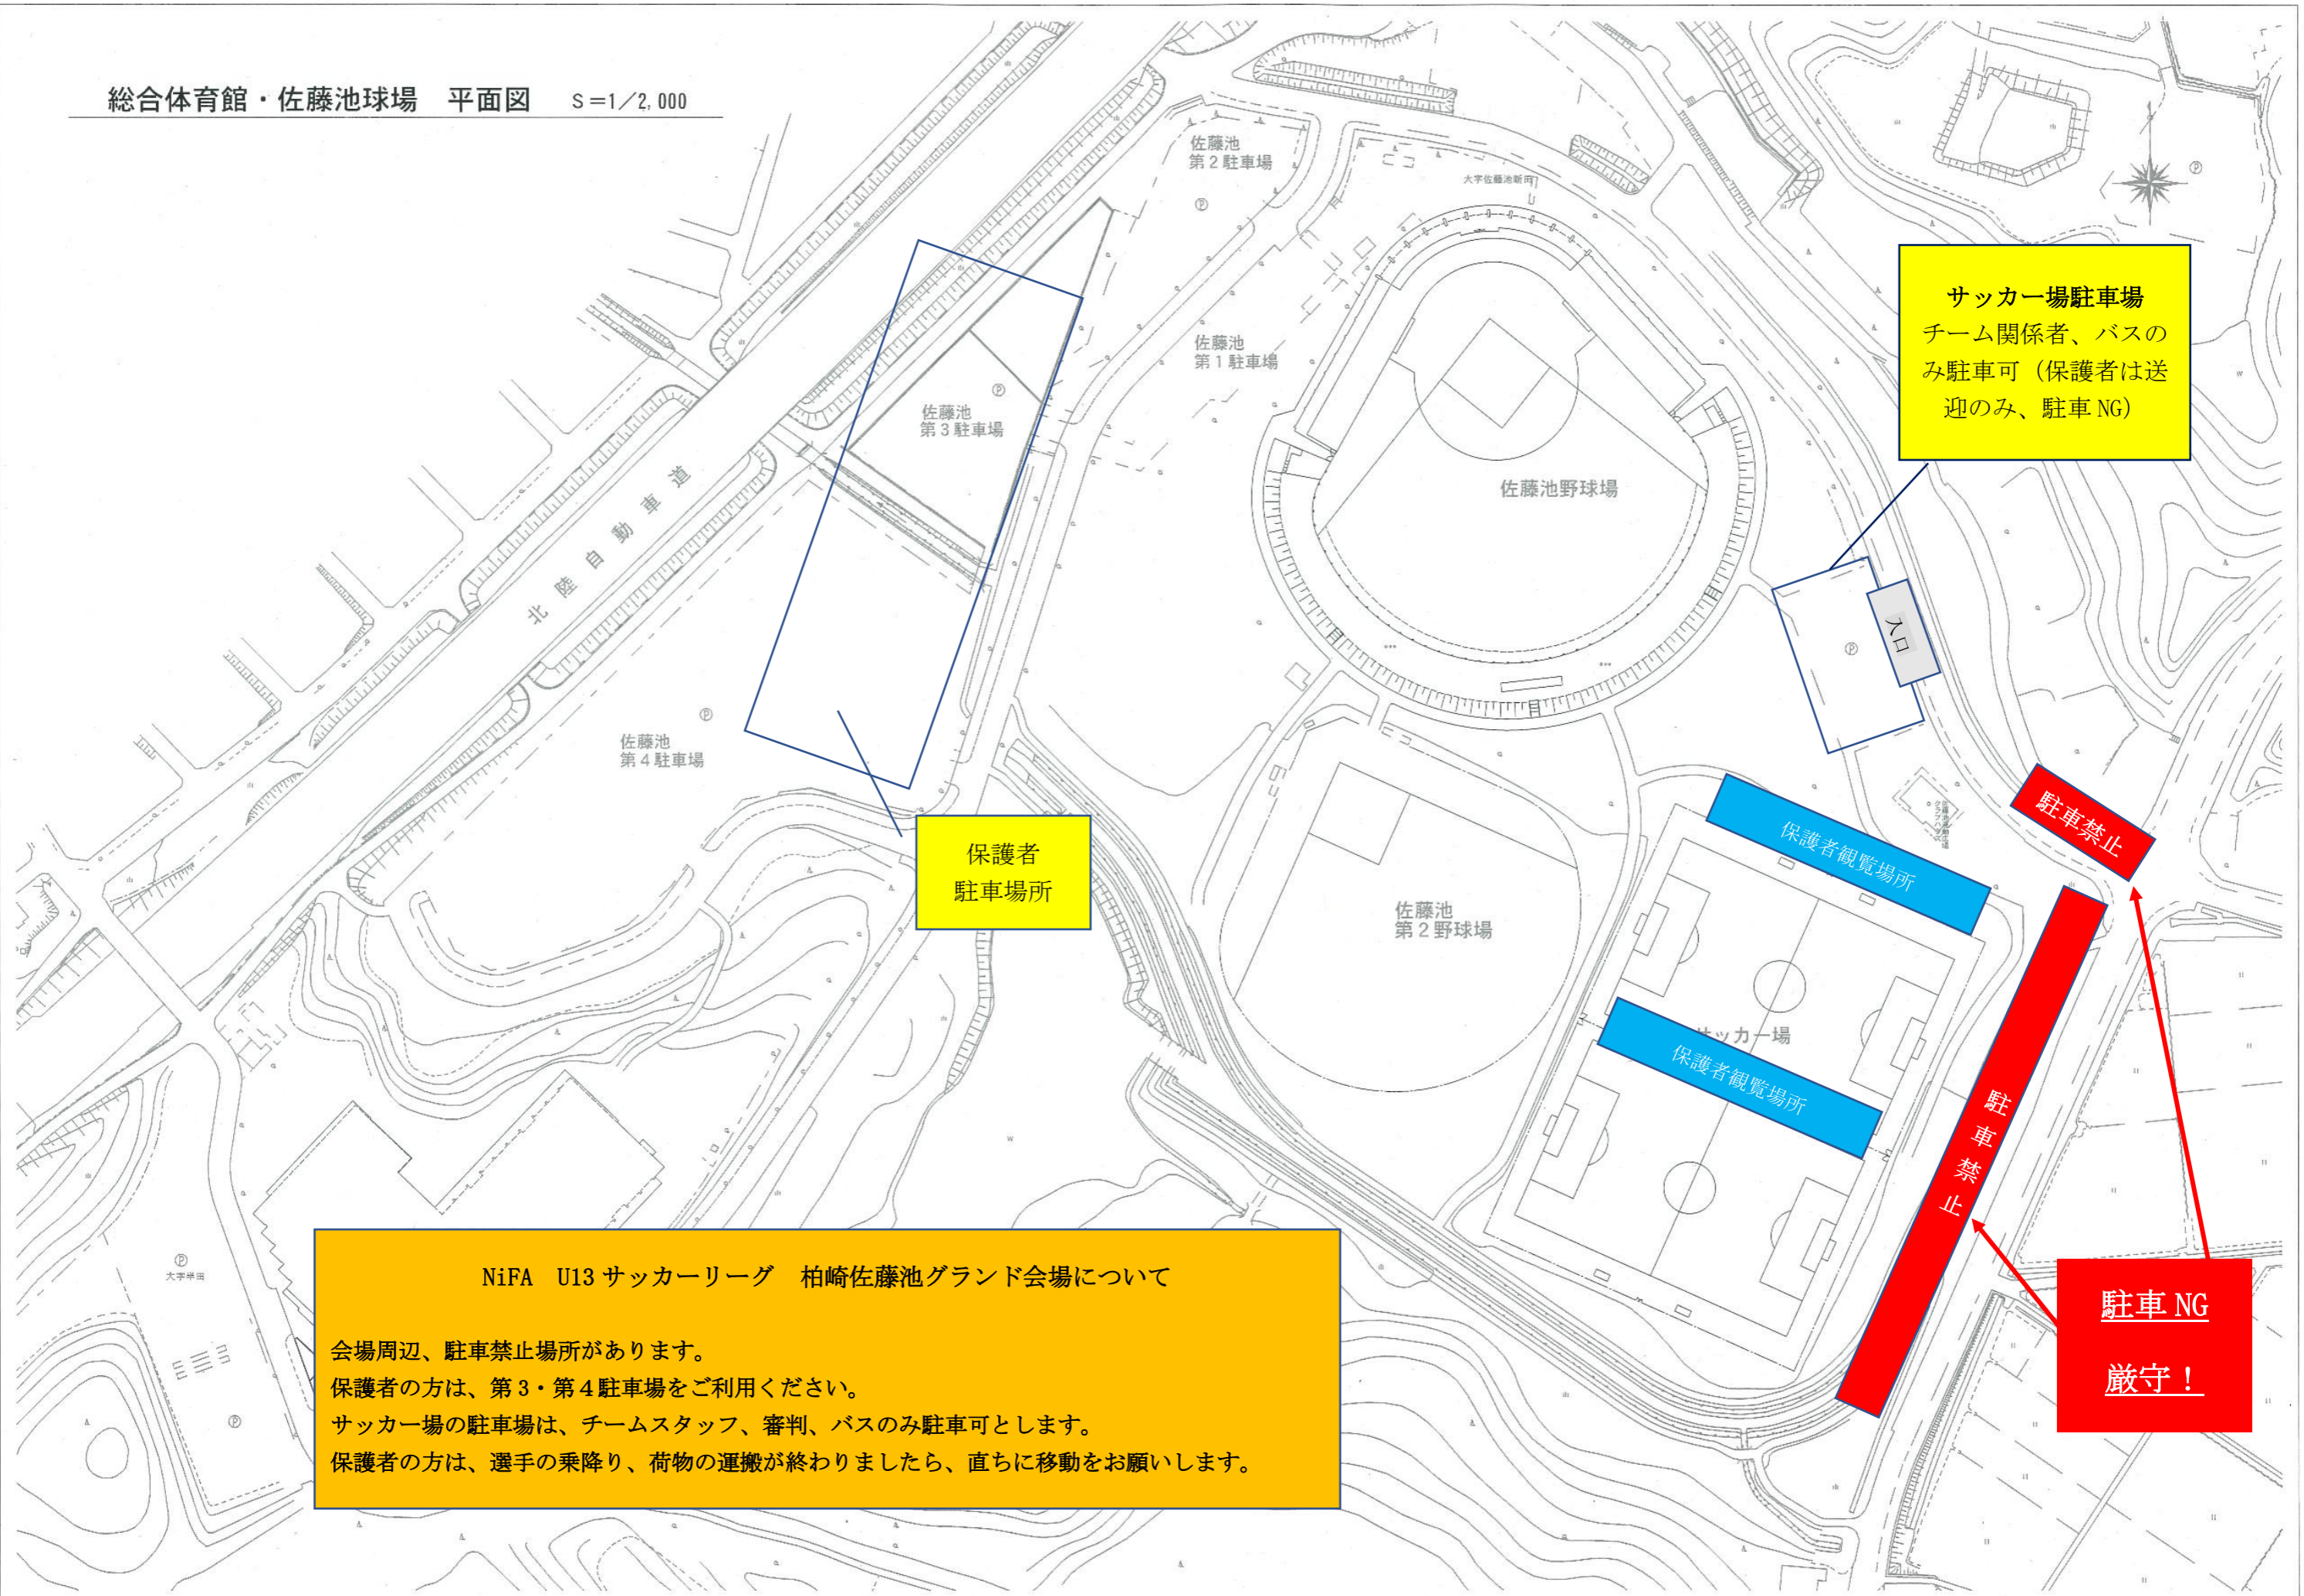 総合体育館・佐藤池球場　平面図　S=1/2,000
佐藤池
第2駐車場
Ⓟ
大字佐藤池新田
Ⓟ
サッカー場駐車場
チーム関係者、バスの
み駐車可（保護者は送
迎のみ、駐車NG）
佐藤池
第1駐車場
Ⓟ
佐藤池
第3駐車場
佐藤池野球場
北陸自動車道
入口
Ⓟ
Ⓟ
佐藤池
第4駐車場
駐車禁止
保護者観覧場所
保護者
駐車場所
佐藤池
第2野球場
サッカー場
保護者観覧場所
駐車禁止
Ⓟ
大字半田
Ⓟ
NiFA　U13サッカーリーグ　柏崎佐藤池グランド会場について
会場周辺、駐車禁止場所があります。
保護者の方は、第3・第4駐車場をご利用ください。
サッカー場の駐車場は、チームスタッフ、審判、バスのみ駐車可とします。
保護者の方は、選手の乗降り、荷物の運搬が終わりましたら、直ちに移動をお願いします。
駐車NG
厳守！